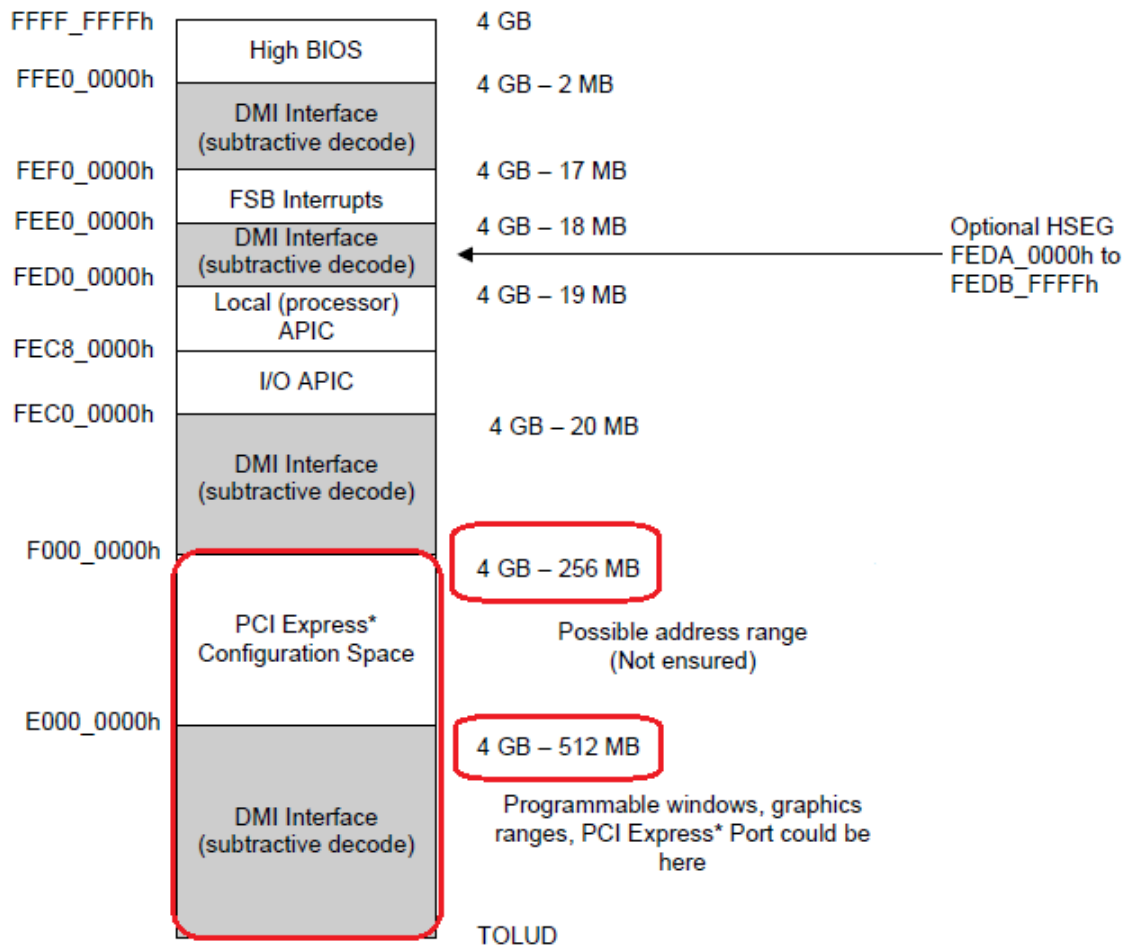 FFFF_FFFFh
4 GB
High BIOS
FFE0_0000h
4 GB – 2 MB
DMI Interface
(subtractive decode)
FEF0_0000h
4 GB – 17 MB
FSB Interrupts
FEE0_0000h
4 GB – 18 MB
DMI Interface
(subtractive decode)
Optional HSEG
FEDA_0000h to
FEDB_FFFFh
FED0_0000h
4 GB – 19 MB
Local (processor)
APIC
FEC8_0000h
I/O APIC
FEC0_0000h
4 GB – 20 MB
DMI Interface
(subtractive decode)
F000_0000h
4 GB – 256 MB
PCI Express*
Configuration Space
Possible address range
(Not ensured)
E000_0000h
4 GB – 512 MB
DMI Interface
(subtractive decode)
Programmable windows, graphics
ranges, PCI Express* Port could be
here
TOLUD